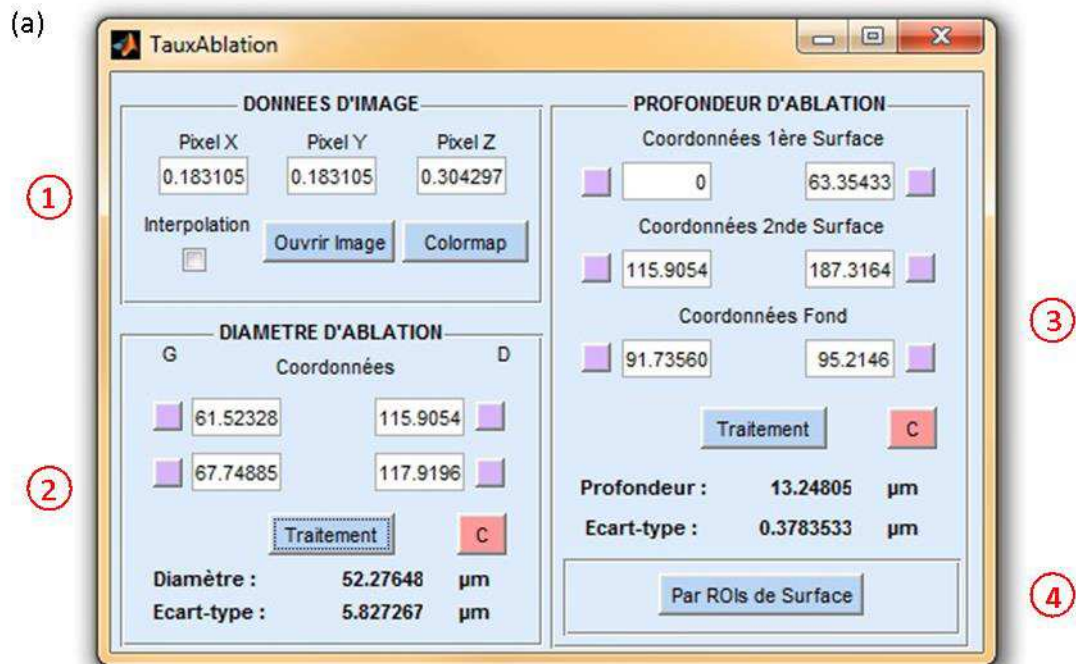 (a)
TauxAblation
DONNEES D'IMAGE
Pixel X Pixel Y Pixel Z
0.183105 0.183105 0.304297
Interpolation
Ouvrir Image Colormap
1
DIAMETRE D'ABLATION
G Coordonnées D
61.52328 115.9054
67.74885 117.9196
Traitement C
Diamètre : 52.27648 µm
Ecart-type : 5.827267 µm
2
PROFONDEUR D'ABLATION
Coordonnées 1ère Surface
0 63.35433
Coordonnées 2nde Surface
115.9054 187.3164
Coordonnées Fond
91.73560 95.2146
Traitement C
Profondeur : 13.24805 µm
Ecart-type : 0.3783533 µm
3
Par ROIs de Surface
4